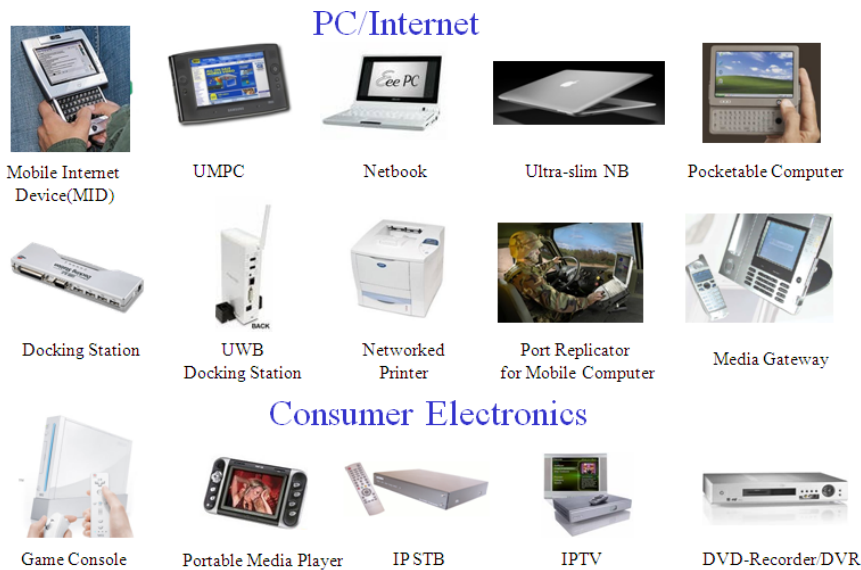 PC/Internet
Eee PC
Mobile Internet
Device(MID)
UMPC
Netbook
Ultra-slim NB
Pocketable Computer
BACK
Docking Station
UWB
Docking Station
Networked
Printer
Port Replicator
for Mobile Computer
Media Gateway
Consumer Electronics
Game Console
Portable Media Player
IP STB
IPTV
DVD-Recorder/DVR